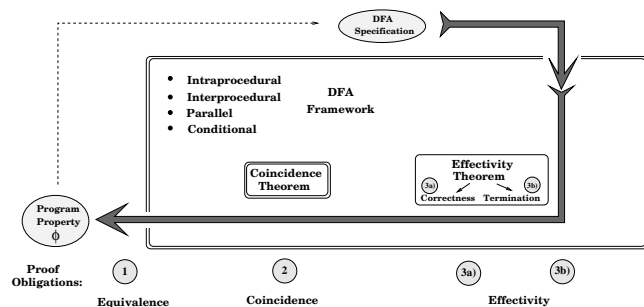 DFA
Specification
• Intraprocedural
• Interprocedural
• Parallel
• Conditional
DFA
Framework
Coincidence
Theorem
Effectivity
Theorem
3a)
3b)
Correctness
Termination
Program
Property
ϕ
Proof
Obligations:
1
2
3a)
3b)
Equivalence
Coincidence
Effectivity